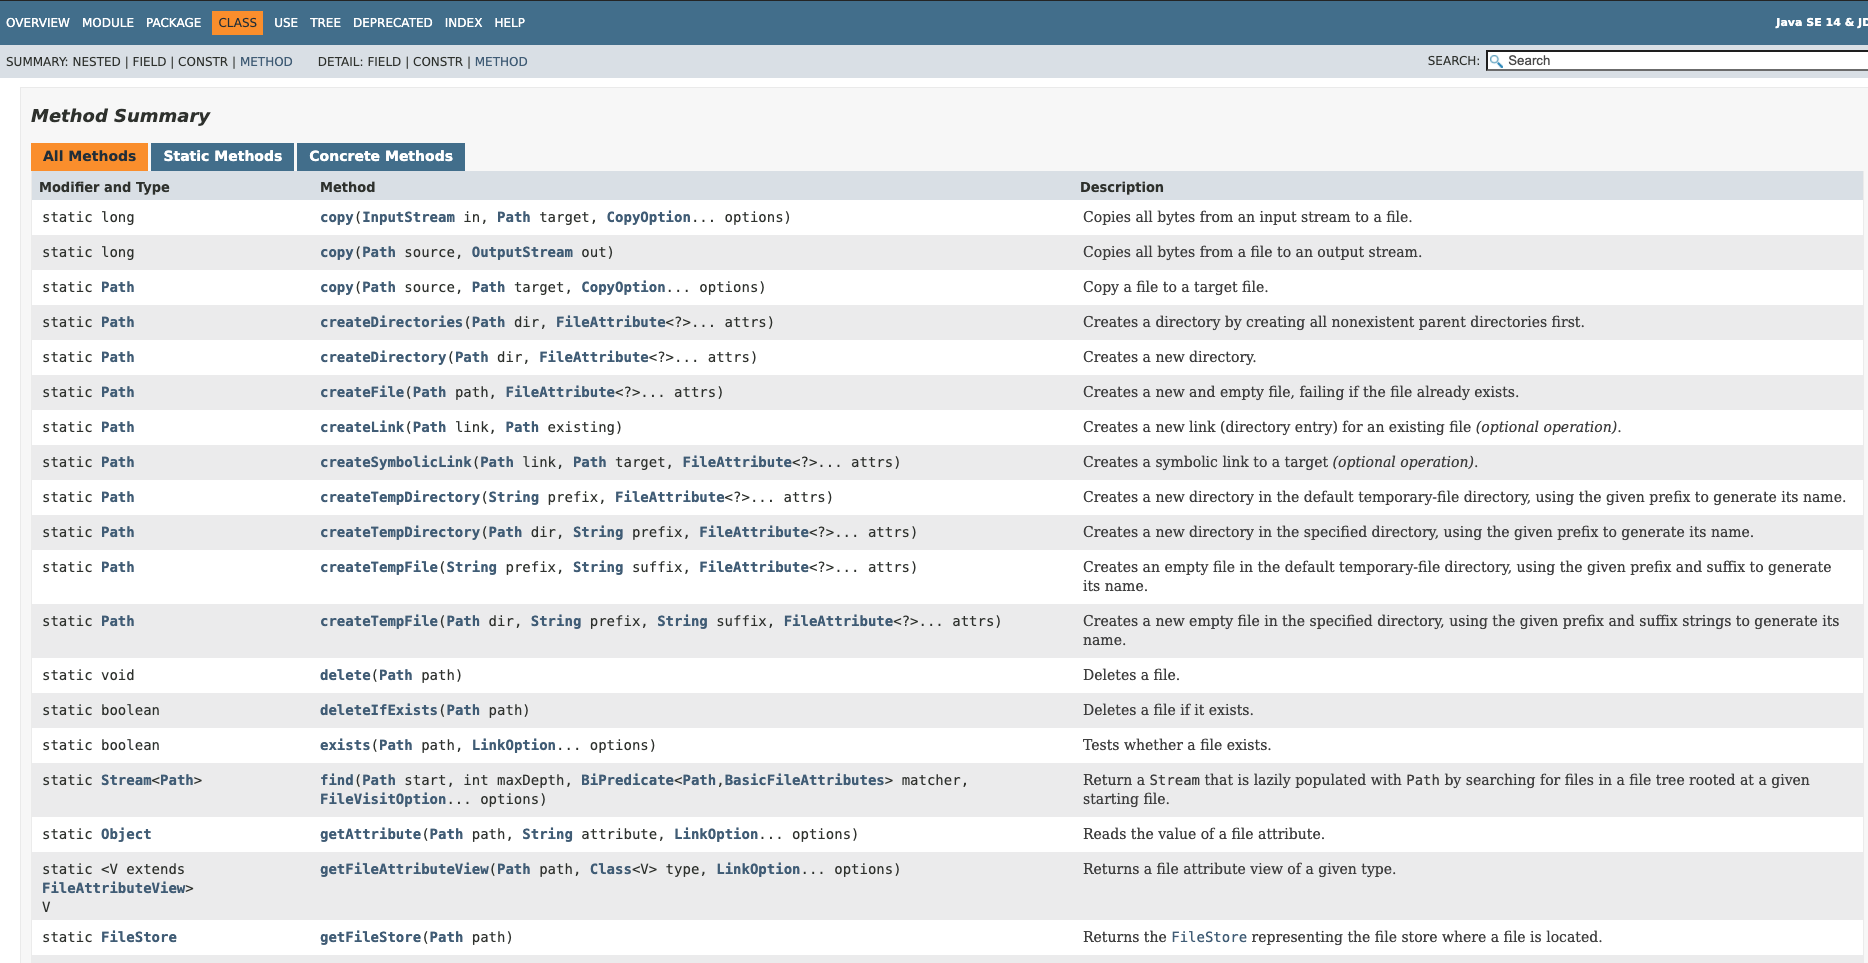 OVERVIEW MODULE PACKAGE CLASS USE TREE DEPRECATED INDEX HELP
Java SE 14 & JD
SUMMARY: NESTED | FIELD | CONSTR | METHOD DETAIL: FIELD | CONSTR | METHOD
SEARCH: Search
Method Summary
All Methods Static Methods Concrete Methods
Modifier and Type Method Description
static long copy(InputStream in, Path target, CopyOption... options) Copies all bytes from an input stream to a file.
static long copy(Path source, OutputStream out) Copies all bytes from a file to an output stream.
static Path copy(Path source, Path target, CopyOption... options) Copy a file to a target file.
static Path createDirectories(Path dir, FileAttribute<?>... attrs) Creates a directory by creating all nonexistent parent directories first.
static Path createDirectory(Path dir, FileAttribute<?>... attrs) Creates a new directory.
static Path createFile(Path path, FileAttribute<?>... attrs) Creates a new and empty file, failing if the file already exists.
static Path createLink(Path link, Path existing) Creates a new link (directory entry) for an existing file (optional operation).
static Path createSymbolicLink(Path link, Path target, FileAttribute<?>... attrs) Creates a symbolic link to a target (optional operation).
static Path createTempDirectory(String prefix, FileAttribute<?>... attrs) Creates a new directory in the default temporary-file directory, using the given prefix to generate its name.
static Path createTempDirectory(Path dir, String prefix, FileAttribute<?>... attrs) Creates a new directory in the specified directory, using the given prefix to generate its name.
static Path createTempFile(String prefix, String suffix, FileAttribute<?>... attrs) Creates an empty file in the default temporary-file directory, using the given prefix and suffix to generate
its name.
static Path createTempFile(Path dir, String prefix, String suffix, FileAttribute<?>... attrs) Creates a new empty file in the specified directory, using the given prefix and suffix strings to generate its
name.
static void delete(Path path) Deletes a file.
static boolean deleteIfExists(Path path) Deletes a file if it exists.
static boolean exists(Path path, LinkOption... options) Tests whether a file exists.
static Stream<Path> find(Path start, int maxDepth, BiPredicate<Path,BasicFileAttributes> matcher, Return a Stream that is lazily populated with Path by searching for files in a file tree rooted at a given
FileVisitOption... options) starting file.
static Object getAttribute(Path path, String attribute, LinkOption... options) Reads the value of a file attribute.
static <V extends getFileAttributeView(Path path, Class<V> type, LinkOption... options) Returns a file attribute view of a given type.
FileAttributeView>
V
static FileStore getFileStore(Path path) Returns the FileStore representing the file store where a file is located.